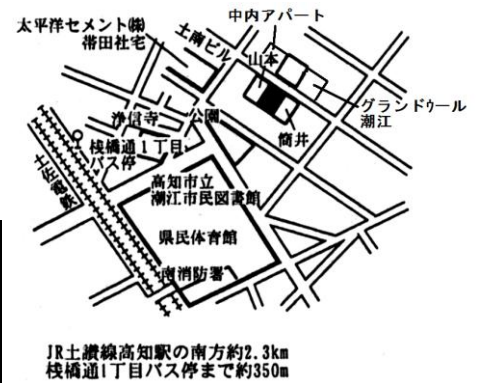 中内アパート
太平洋セメント㈱
帯田社宅
土南ビル
山本
グランドゥール
潮江
浄信寺
公園
筒井
桟橋通1丁目
バス停
土佐電鉄
高知市立
潮江市民図書館
県民体育館
南消防署
JR土讃線高知駅の南方約2.3km
桟橋通1丁目バス停まで約350m